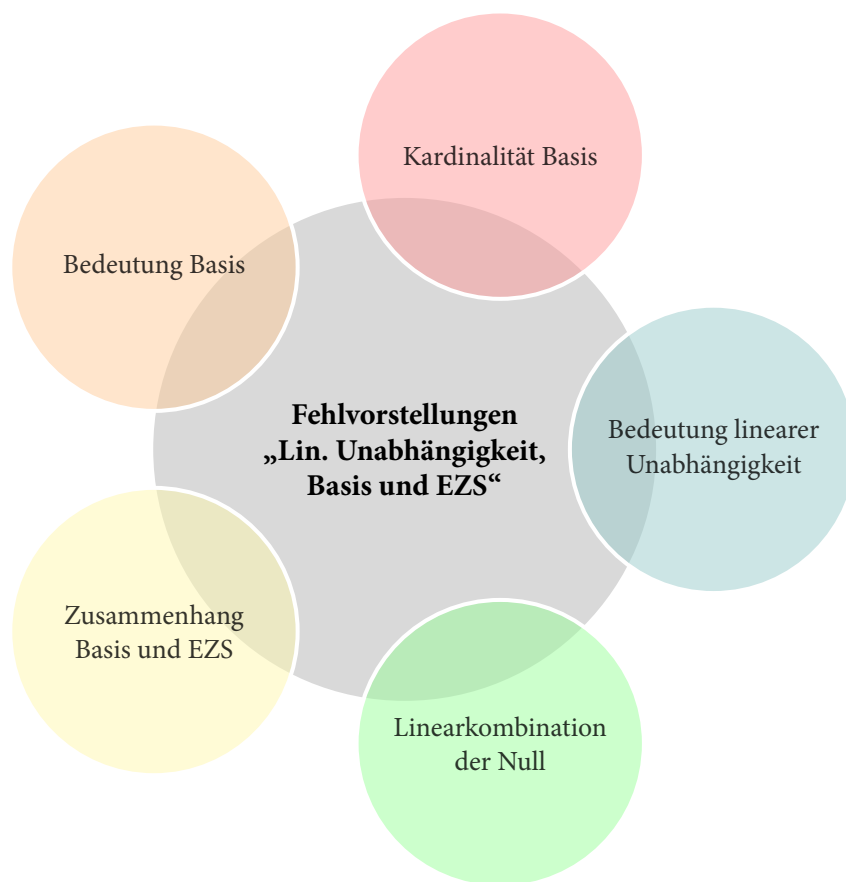 Kardinalität Basis
Bedeutung Basis
Fehlvorstellungen
„Lin. Unabhängigkeit,
Basis und EZS“
Bedeutung linearer
Unabhängigkeit
Zusammenhang
Basis und EZS
Linearkombination
der Null